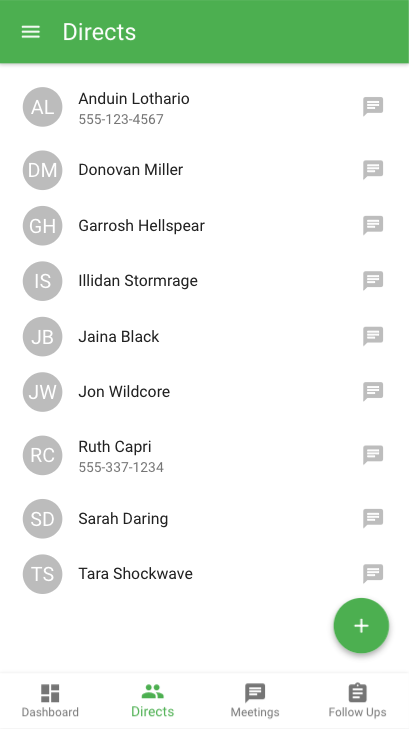 Directs
AL
Anduin Lothario
555-123-4567
DM
Donovan Miller
GH
Garrosh Hellspear
IS
Illidan Stormrage
JB
Jaina Black
JW
Jon Wildcore
RC
Ruth Capri
555-337-1234
SD
Sarah Daring
TS
Tara Shockwave
+
Dashboard
Directs
Meetings
Follow Ups